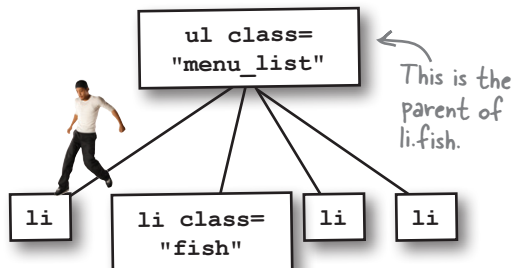 ul class=
"menu_list"
This is the
parent of
li.fish.
li
li class=
"fish"
li
li